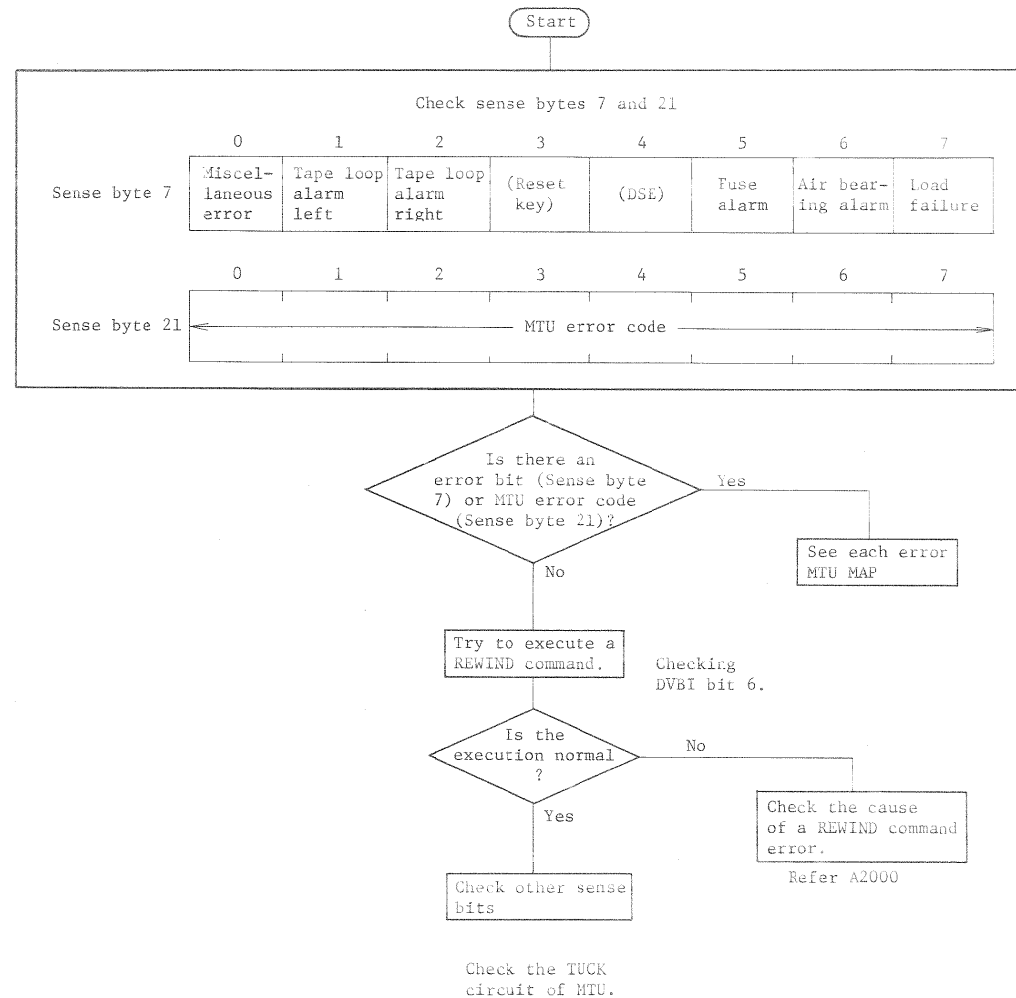 Start
Check sense bytes 7 and 21
0 1 2 3 4 5 6 7
Sense byte 7
Miscel-
laneous
error
Tape loop
alarm
left
Tape loop
alarm
right
(Reset
key)
(DSE)
Fuse
alarm
Air bear-
ing alarm
Load
failure
0 1 2 3 4 5 6 7
Sense byte 21
MTU error code
Is there an
error bit (Sense byte
7) or MTU error code
(Sense byte 21)?
Yes
See each error
MTU MAP
No
Try to execute a
REWIND command.
Checking
DVBI bit 6.
Is the
execution normal
?
No
Yes
Check the cause
of a REWIND command
error.
Refer A2000
Check other sense
bits
Check the TUCK
circuit of MTU.